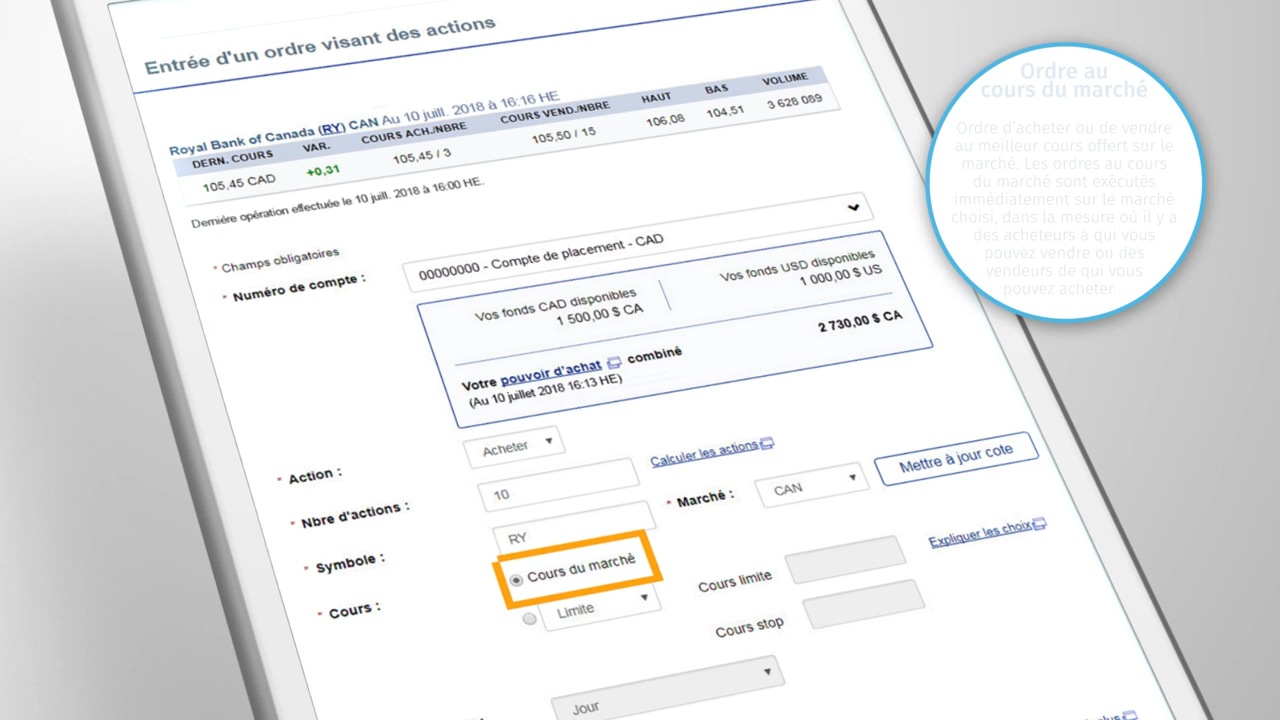 Entrée d'un ordre visant des actions
Royal Bank of Canada (RY) CAN Au 10 juill. 2018 à 16:16 HE
DERN. COURS VAR. COURS ACH./NBRE COURS VEND./NBRE HAUT BAS VOLUME
105,45 CAD +0,31 105,45 / 3 105,50 / 15 106,08 104,51 3 628 089
Dernière opération effectuée le 10 juill. 2018 à 16:00 HE.
* Champs obligatoires
* Numéro de compte : 00000000 - Compte de placement - CAD
Vos fonds CAD disponibles Vos fonds USD disponibles
1 500,00 $ CA 1 000,00 $ US
Votre pouvoir d'achat combiné 2 730,00 $ CA
(Au 10 juillet 2018 16:13 HE)
* Action : Acheter
* Nbre d'actions : 10 Calculer les actions
* Symbole : RY * Marché : CAN Mettre à jour cote
* Cours : Cours du marché Expliquer les choix
Limite Cours limite
Cours stop
Jour
Ordre au
cours du marché
Ordre d'acheter ou de vendre
au meilleur cours offert sur le
marché. Les ordres au cours
du marché sont exécutés
immédiatement sur le marché
choisi, dans la mesure où il y a
des acheteurs à qui vous
pouvez vendre ou des
vendeurs de qui vous
pouvez acheter.